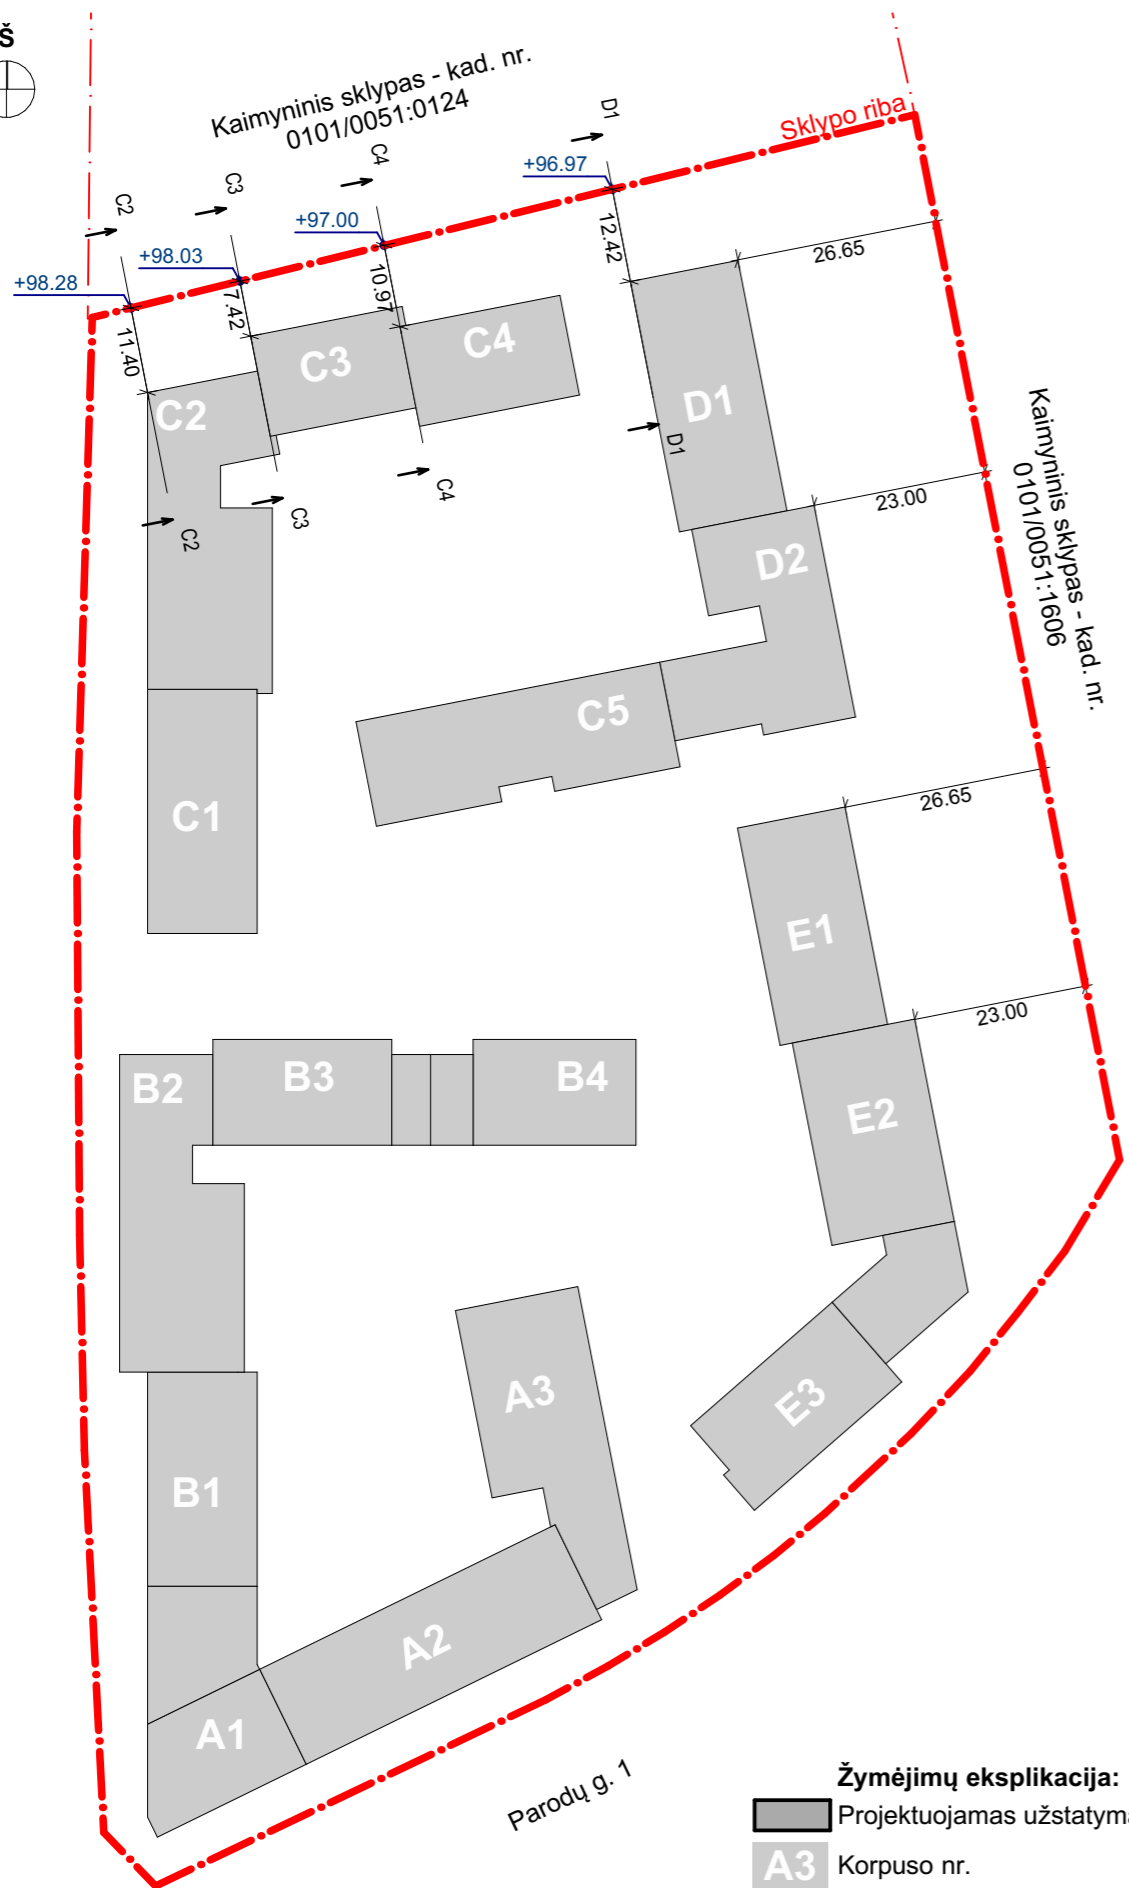 Š
Kaimyninis sklypas - kad. nr.
0101/0051:0124
D1
Sklypo riba
C4
+96.97
C3
C2
+97.00
+98.03
+98.28
12.42
26.65
10.97
7.42
11.40
C3
C4
C2
D1
D1
Kaimyninis sklypas - kad. nr.
0101/0051:1606
C4
C3
C2
23.00
D2
C5
C1
26.65
E1
23.00
B2
B3
B4
E2
A3
E3
B1
A2
A1
Parodų g. 1
Žymėjimų eksplikacija:
Projektuojamas užstatyma
A3 Korpuso nr.